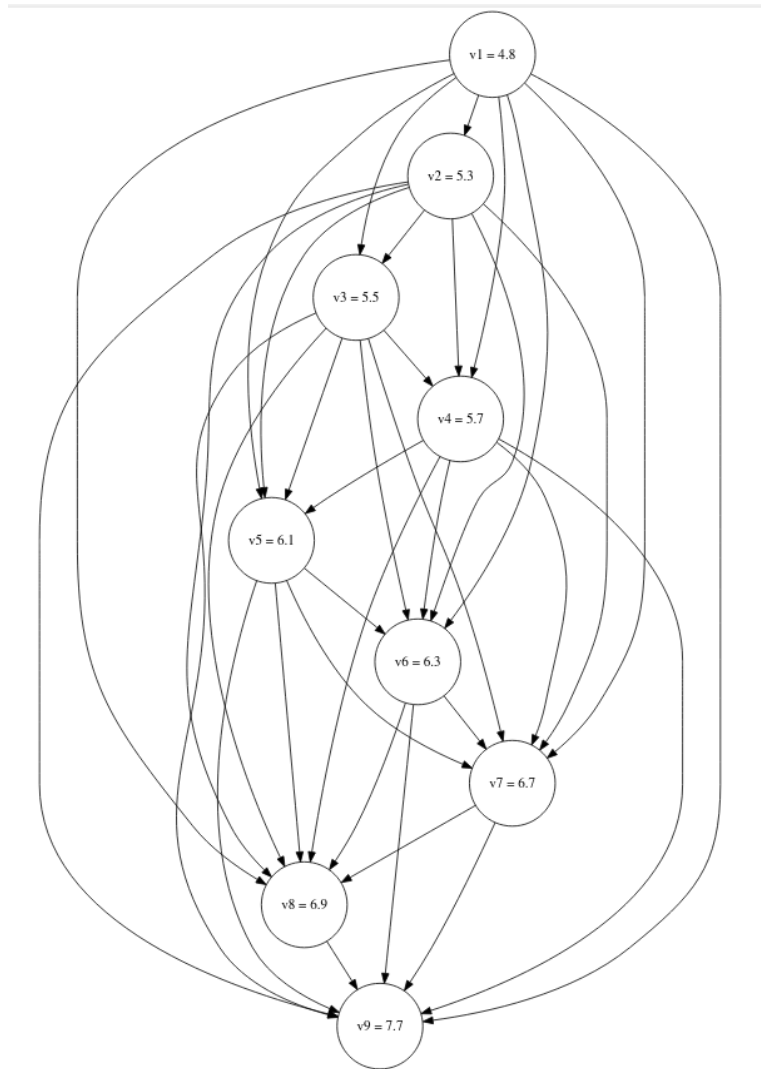 v1 = 4.8
v2 = 5.3
v3 = 5.5
v4 = 5.7
v5 = 6.1
v6 = 6.3
v7 = 6.7
v8 = 6.9
v9 = 7.7